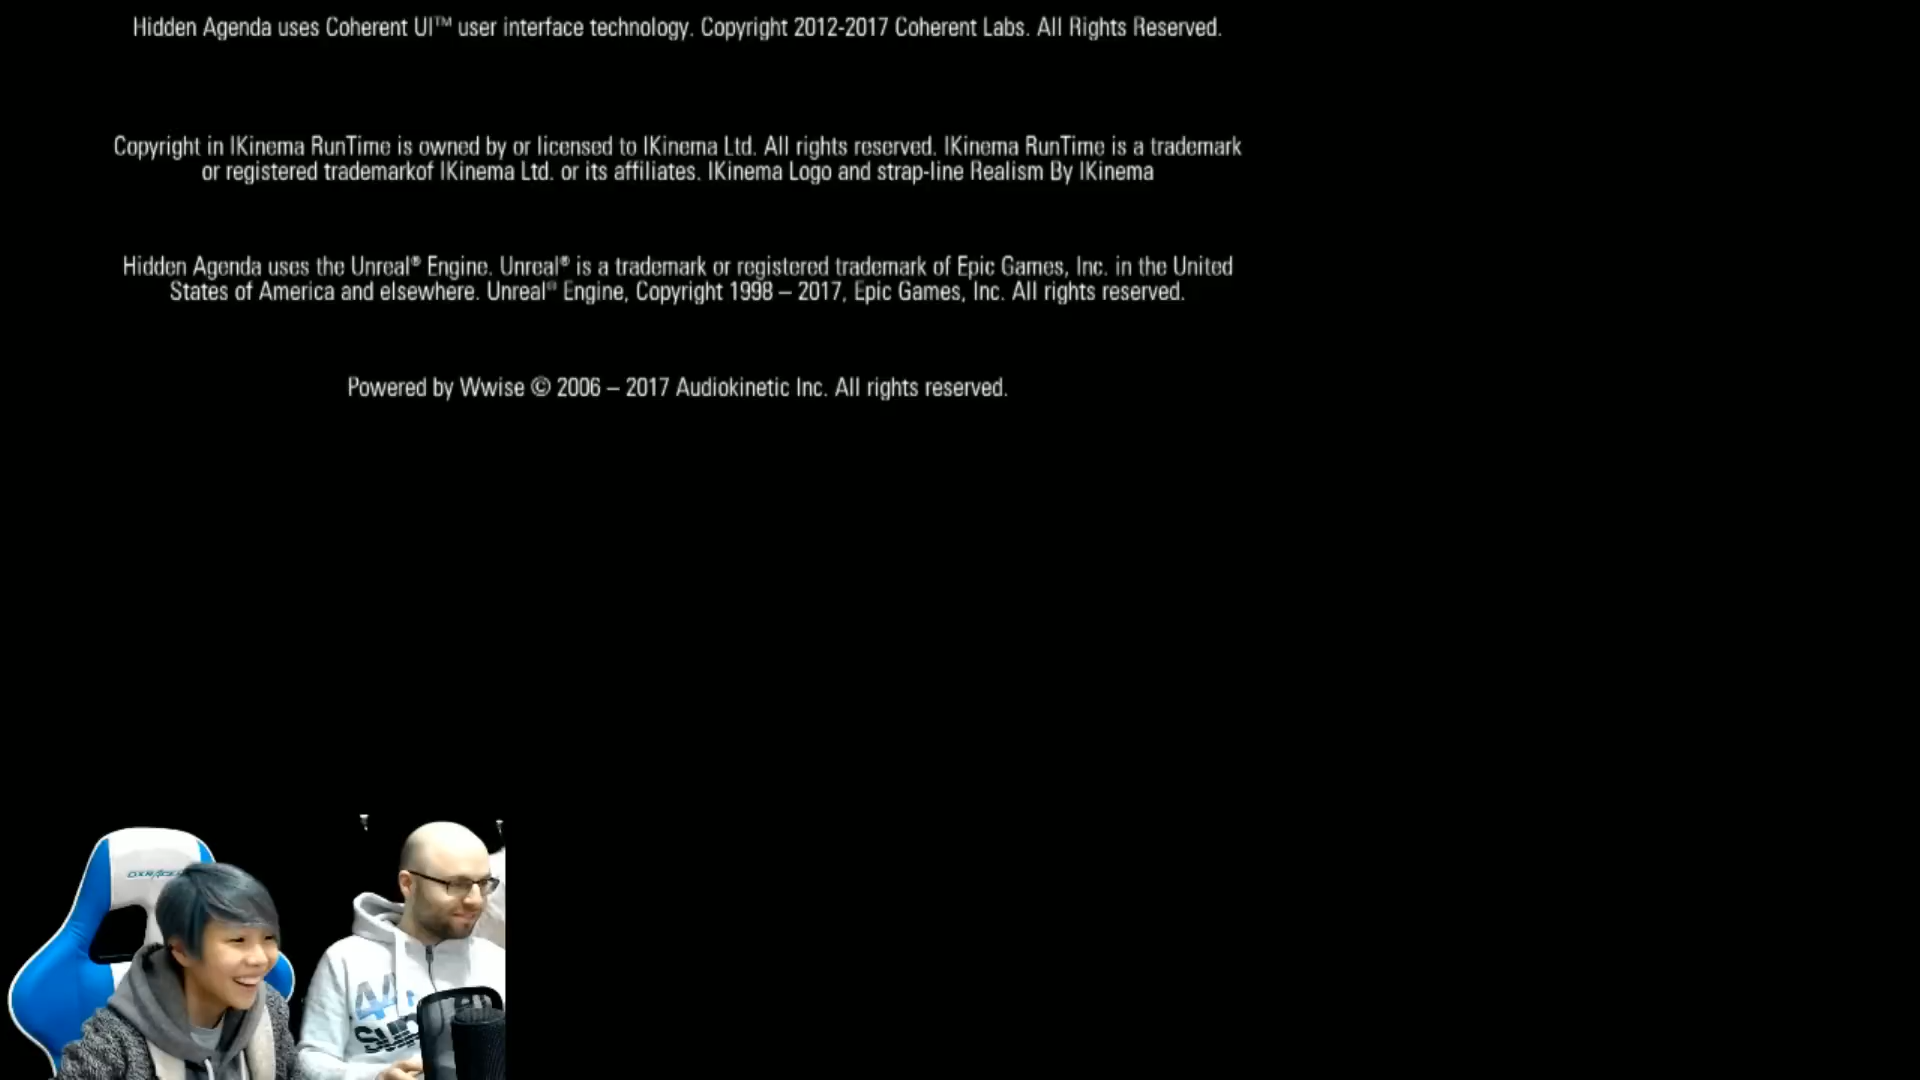 Hidden Agenda uses Coherent UI™ user interface technology. Copyright 2012-2017 Coherent Labs. All Rights Reserved.
Copyright in IKinema RunTime is owned by or licensed to IKinema Ltd. All rights reserved. IKinema RunTime is a trademark
or registered trademarkof IKinema Ltd. or its affiliates. IKinema Logo and strap-line Realism By IKinema
Hidden Agenda uses the Unreal® Engine. Unreal® is a trademark or registered trademark of Epic Games, Inc. in the United
States of America and elsewhere. Unreal® Engine, Copyright 1998 – 2017, Epic Games, Inc. All rights reserved.
Powered by Wwise © 2006 – 2017 Audiokinetic Inc. All rights reserved.